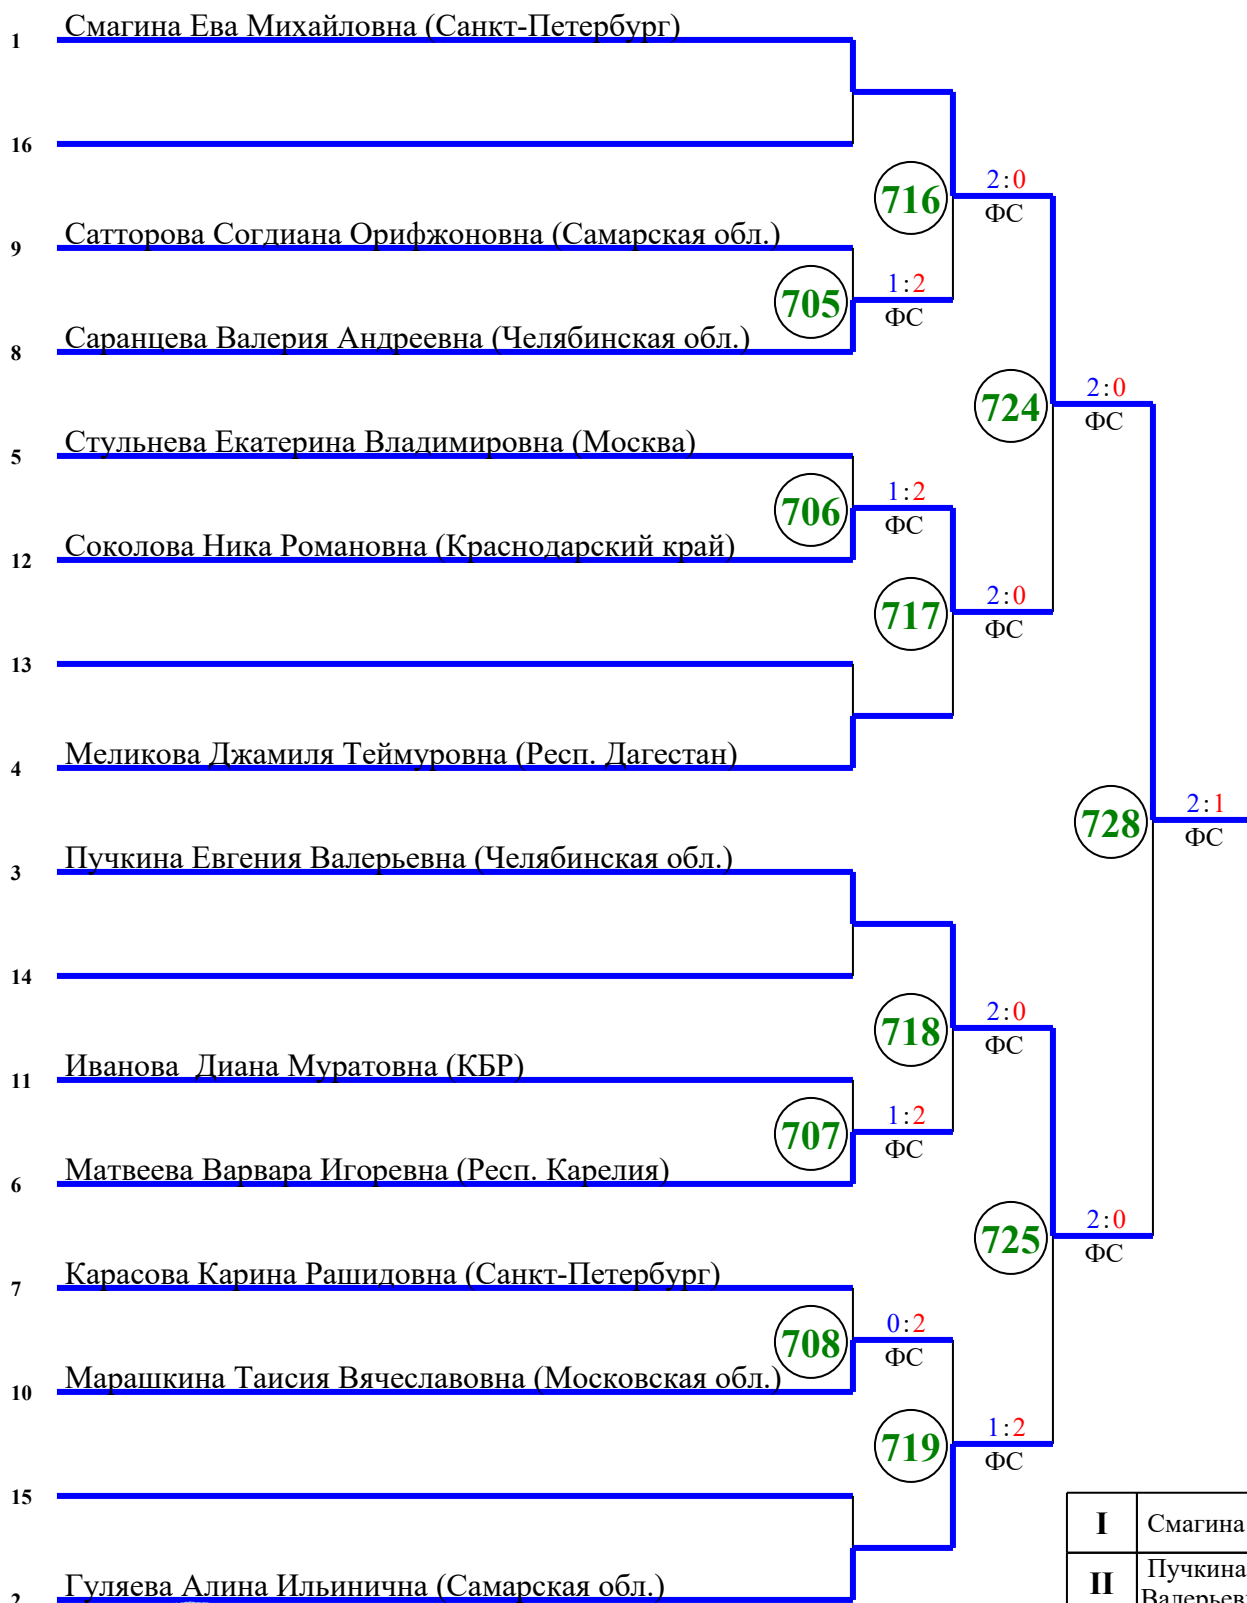 1 Смагина Ева Михайловна (Санкт-Петербург)
16
716 2:0
ФС
9 Сатторова Согдиана Орифжоновна (Самарская обл.)
705 1:2
ФС
8 Саранцева Валерия Андреевна (Челябинская обл.)
724 2:0
ФС
5 Стульнева Екатерина Владимировна (Москва)
706 1:2
ФС
12 Соколова Ника Романовна (Краснодарский край)
717 2:0
ФС
13
4 Меликова Джамиля Теймуровна (Респ. Дагестан)
728 2:1
ФС
3 Пучкина Евгения Валерьевна (Челябинская обл.)
14
718 2:0
ФС
11 Иванова Диана Муратовна (КБР)
707 1:2
ФС
6 Матвеева Варвара Игоревна (Респ. Карелия)
725 2:0
ФС
7 Карасова Карина Рашидовна (Санкт-Петербург)
708 0:2
ФС
10 Марашкина Таисия Вячеславовна (Московская обл.)
719 1:2
ФС
15
I Смагина
II Пучкина
2 Гуляева Алина Ильинична (Самарская обл.)